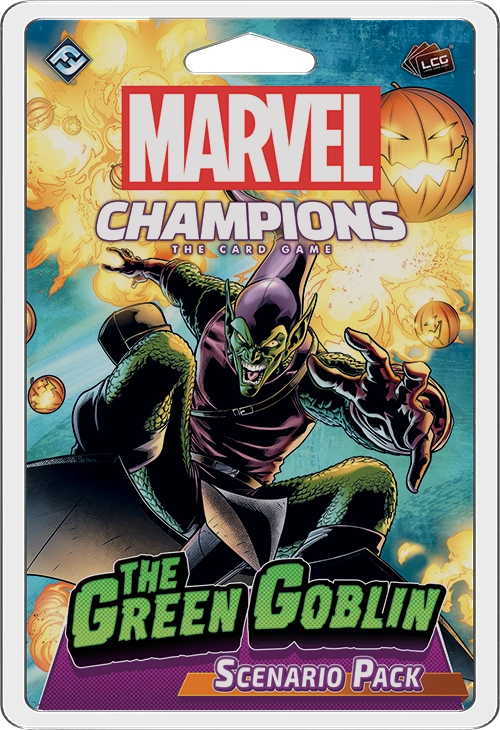 LCG
MARVEL
CHAMPIONS
THE CARD GAME
THE
GREEN GOBLIN
SCENARIO PACK